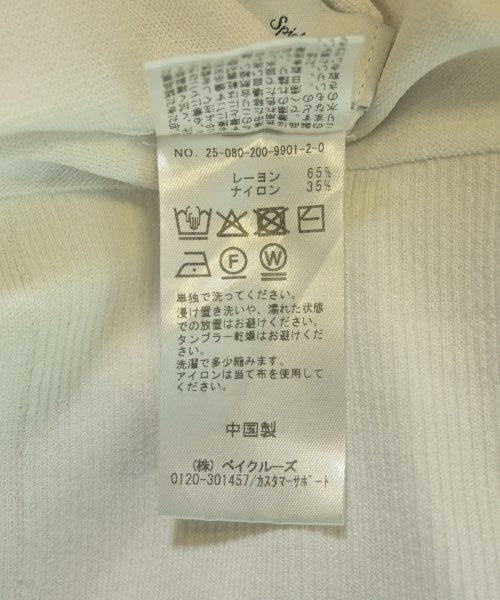 Spi
NO. 25-080-200-9901-2-0
レーヨン 65%
ナイロン 35%
F W
単独で洗ってください。
浸け置き洗いや、濡れた状態
での放置はお避けください。
タンブラー乾燥はお避けください。
洗濯で多少縮みます。
アイロンは当て布を使用して
ください。
中国製
(株) ベイクルーズ
0120-301457/カスタマーサポート